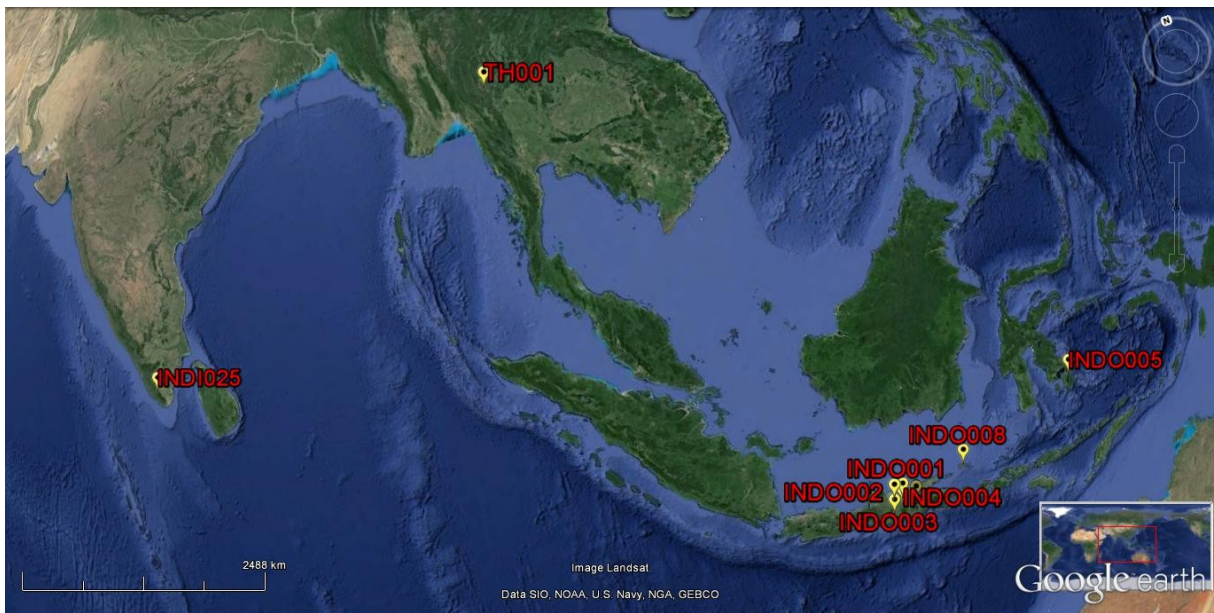 N
TH001
INDI025
INDO005
INDO008
INDO001
INDO002
INDO004
INDO003
2488 km
Image Landsat
Data SIO, NOAA, U.S. Navy, NGA, GEBCO
Google earth